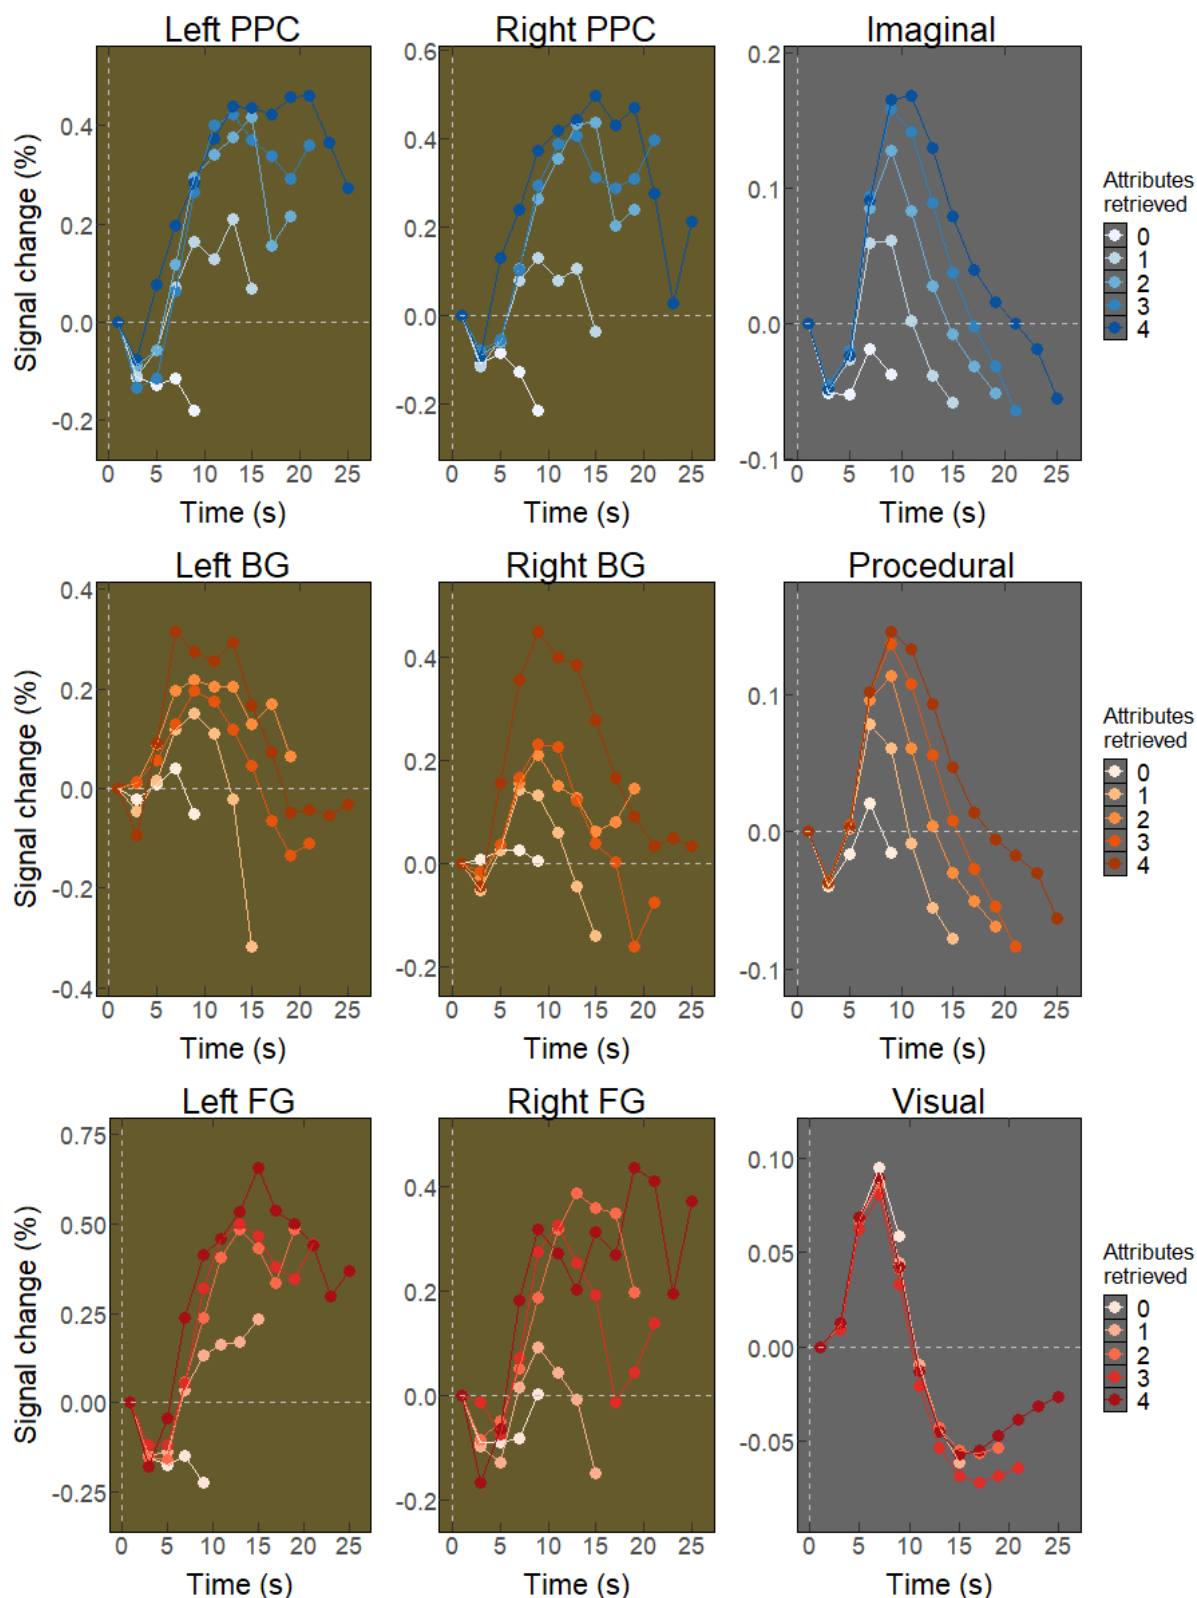 Left PPC
Right PPC
Imaginal
Signal change (%)
0.4
0.2
0.0
-0.2
0.6
0.4
0.2
0.0
-0.2
0.2
0.1
0.0
-0.1
0 5 10 15 20 25
0 5 10 15 20 25
0 5 10 15 20 25
Time (s)
Time (s)
Time (s)
Attributes
retrieved
0
1
2
3
4
Left BG
Right BG
Procedural
Signal change (%)
0.4
0.2
0.0
-0.2
-0.4
0.4
0.2
0.0
-0.2
0.1
0.0
-0.1
0 5 10 15 20 25
0 5 10 15 20 25
0 5 10 15 20 25
Time (s)
Time (s)
Time (s)
Attributes
retrieved
0
1
2
3
4
Left FG
Right FG
Visual
Signal change (%)
0.75
0.50
0.25
0.00
-0.25
0.4
0.2
0.0
-0.2
0.10
0.05
0.00
-0.05
0 5 10 15 20 25
0 5 10 15 20 25
0 5 10 15 20 25
Time (s)
Time (s)
Time (s)
Attributes
retrieved
0
1
2
3
4